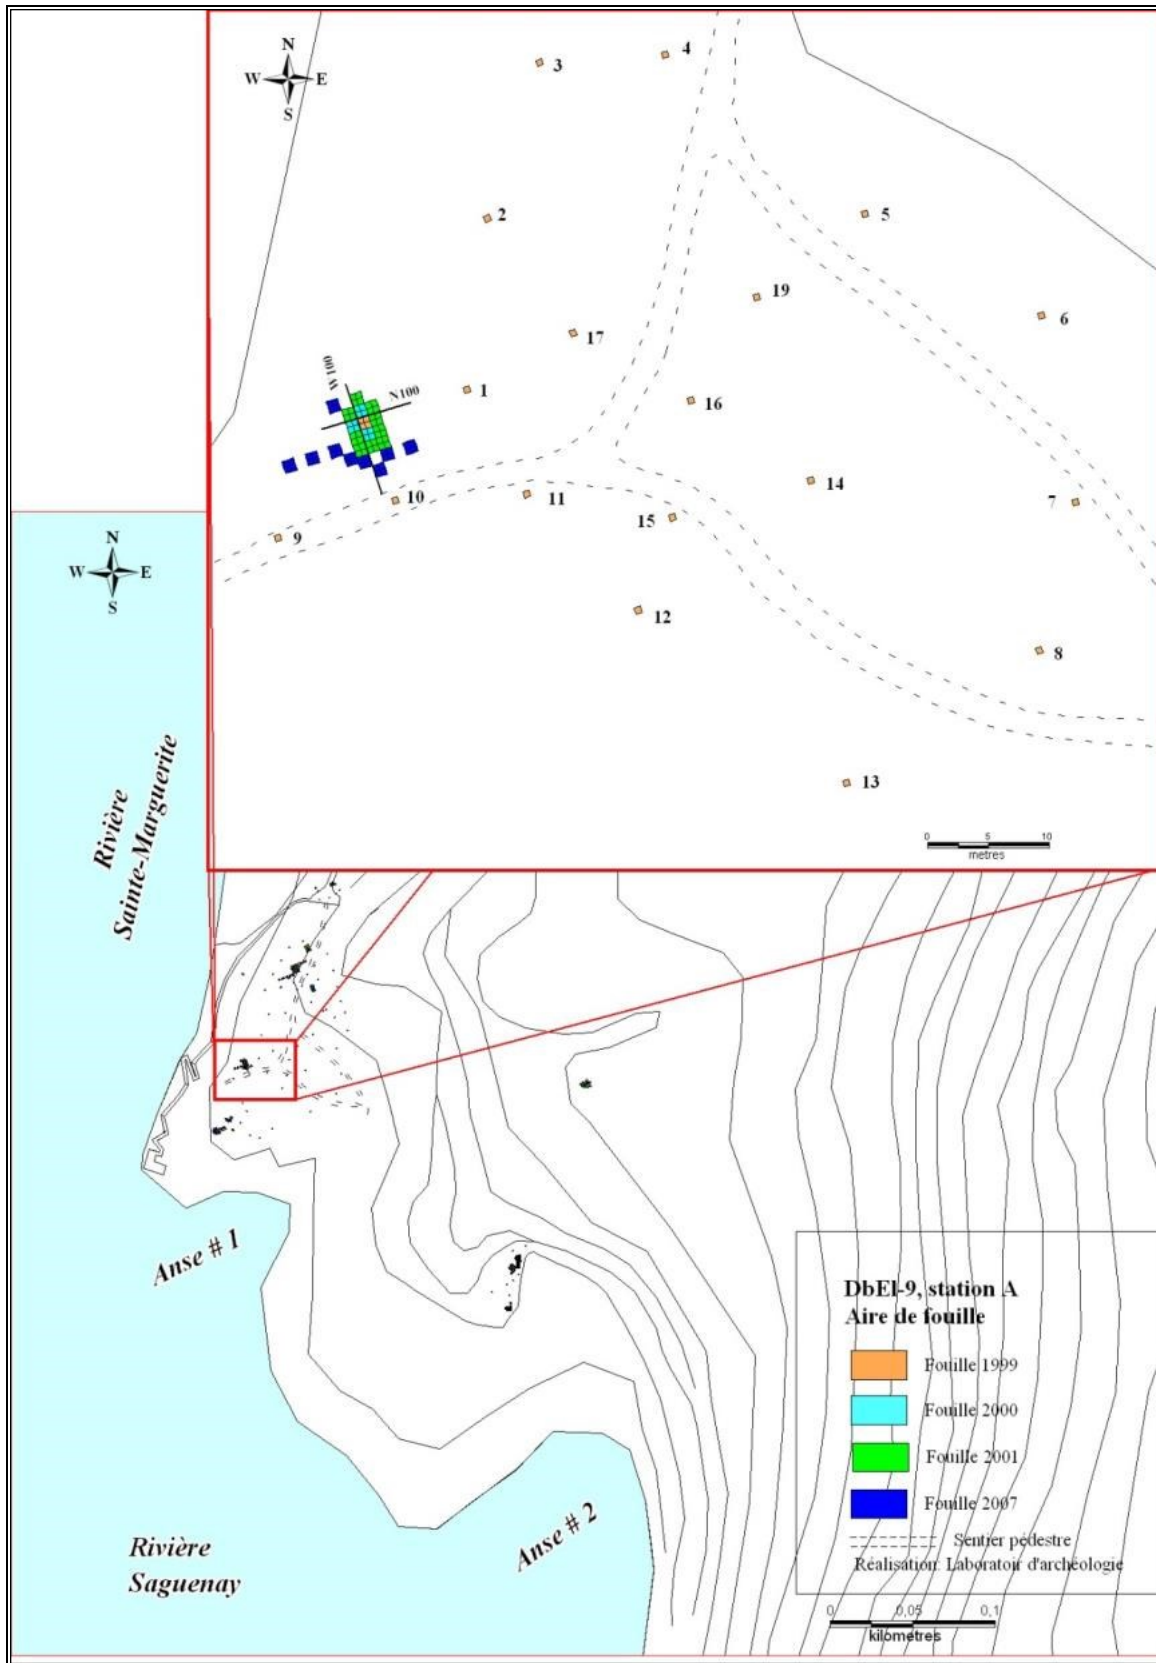 N
W E
S
3
4
2
5
19
6
17
W 100
N100
1
16
14
10
11
7
15
9
12
8
13
0 5 10
metres
N
W E
S
Rivière
Sainte-Marguerite
Anse # 1
Anse # 2
Rivière
Saguenay
DbEl-9, station A
Aire de fouille
Fouille 1999
Fouille 2000
Fouille 2001
Fouille 2007
Sentier pédestre
Réalisation: Laboratoir d'archéologie
0 0,05 0,1
kilométres